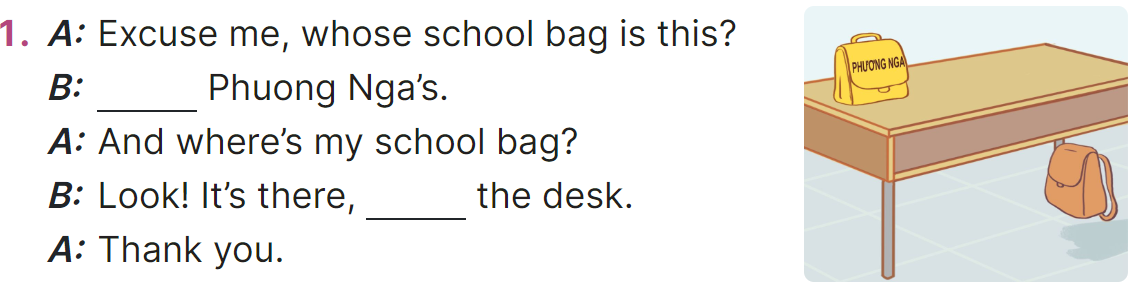 1. A: Excuse me, whose school bag is this?
B: ______ Phuong Nga’s.
A: And where’s my school bag?
B: Look! It’s there, ______ the desk.
A: Thank you.
PHƯƠNG NGA